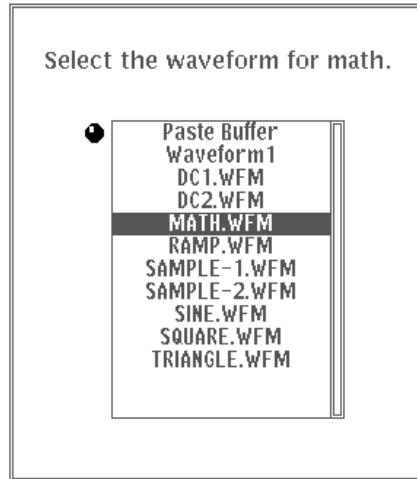 Select the waveform for math.
Paste Buffer
Waveform1
DC1.WFM
DC2.WFM
MATH.WFM
RAMP.WFM
SAMPLE-1.WFM
SAMPLE-2.WFM
SINE.WFM
SQUARE.WFM
TRIANGLE.WFM